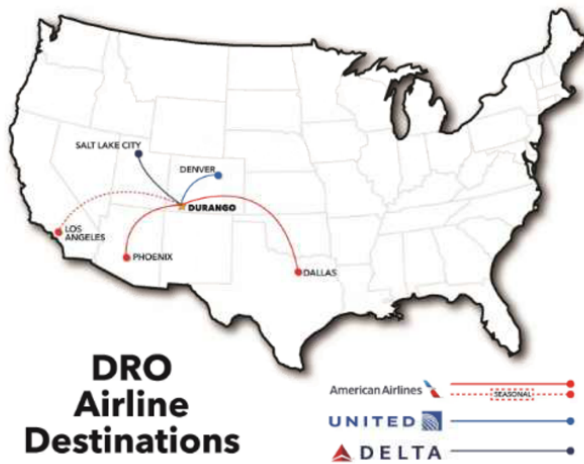 SALT LAKE CITY
DENVER
DURANGO
LOS
ANGELES
PHOENIX
DALLAS
DRO
Airline
Destinations
American Airlines
SEASONAL
UNITED
DELTA